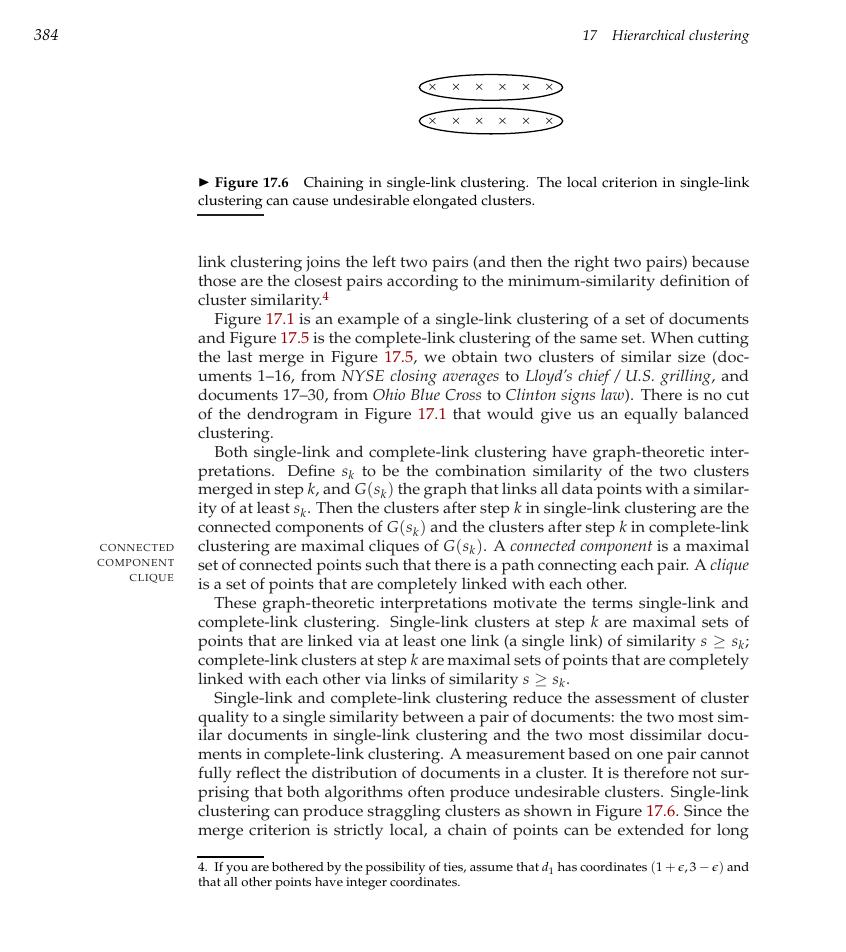 384
17 Hierarchical clustering
× × × × × ×
× × × × × ×
► Figure 17.6 Chaining in single-link clustering. The local criterion in single-link
clustering can cause undesirable elongated clusters.
link clustering joins the left two pairs (and then the right two pairs) because
those are the closest pairs according to the minimum-similarity definition of
cluster similarity.4
Figure 17.1 is an example of a single-link clustering of a set of documents
and Figure 17.5 is the complete-link clustering of the same set. When cutting
the last merge in Figure 17.5, we obtain two clusters of similar size (doc-
uments 1–16, from NYSE closing averages to Lloyd's chief / U.S. grilling, and
documents 17–30, from Ohio Blue Cross to Clinton signs law). There is no cut
of the dendrogram in Figure 17.1 that would give us an equally balanced
clustering.
Both single-link and complete-link clustering have graph-theoretic inter-
pretations. Define sk to be the combination similarity of the two clusters
merged in step k, and G(sk) the graph that links all data points with a similar-
ity of at least sk. Then the clusters after step k in single-link clustering are the
connected components of G(sk) and the clusters after step k in complete-link
CONNECTED
COMPONENT
CLIQUE
clustering are maximal cliques of G(sk). A connected component is a maximal
set of connected points such that there is a path connecting each pair. A clique
is a set of points that are completely linked with each other.
These graph-theoretic interpretations motivate the terms single-link and
complete-link clustering. Single-link clusters at step k are maximal sets of
points that are linked via at least one link (a single link) of similarity s ≥ sk;
complete-link clusters at step k are maximal sets of points that are completely
linked with each other via links of similarity s ≥ sk.
Single-link and complete-link clustering reduce the assessment of cluster
quality to a single similarity between a pair of documents: the two most sim-
ilar documents in single-link clustering and the two most dissimilar docu-
ments in complete-link clustering. A measurement based on one pair cannot
fully reflect the distribution of documents in a cluster. It is therefore not sur-
prising that both algorithms often produce undesirable clusters. Single-link
clustering can produce straggling clusters as shown in Figure 17.6. Since the
merge criterion is strictly local, a chain of points can be extended for long
4. If you are bothered by the possibility of ties, assume that d1 has coordinates (1 + ϵ, 3 − ϵ) and
that all other points have integer coordinates.